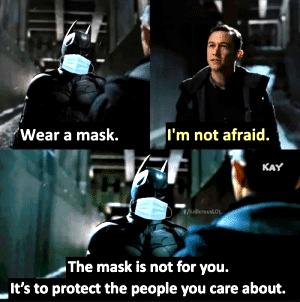 Wear a mask.
I'm not afraid.
KAY
The mask is not for you.
It's to protect the people you care about.